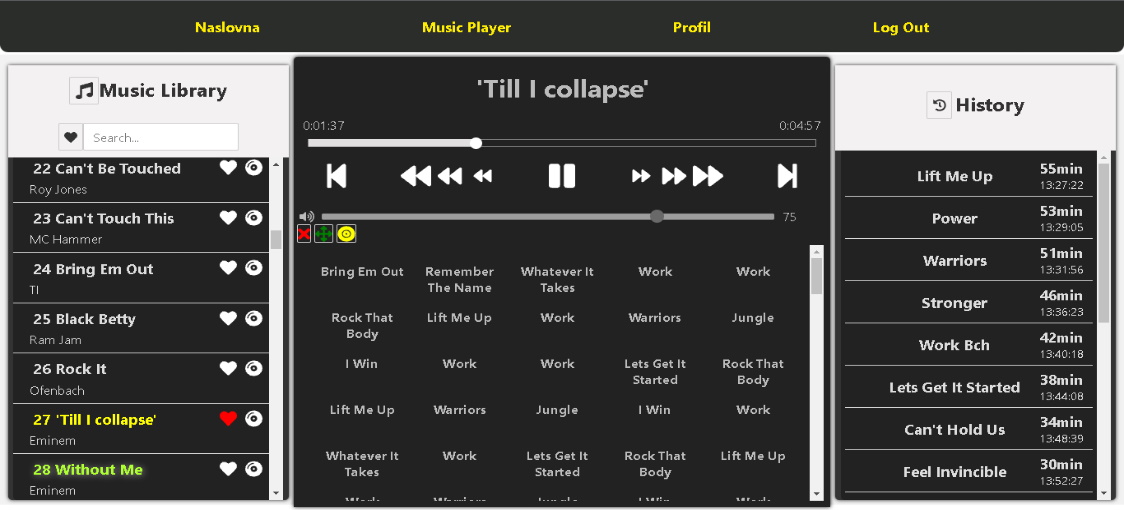 Naslovna Music Player Profil Log Out
Music Library
Search...
22 Can't Be Touched
Roy Jones
23 Can't Touch This
MC Hammer
24 Bring Em Out
TI
25 Black Betty
Ram Jam
26 Rock It
Ofenbach
27 'Till I collapse'
Eminem
28 Without Me
Eminem
'Till I collapse'
0:01:37 0:04:57
75
Bring Em Out Remember Whatever It Work Work
The Name Takes
Rock That Lift Me Up Work Warriors Jungle
Body
I Win Work Work Lets Get It Rock That
Started Body
Lift Me Up Warriors Jungle I Win Work
Whatever It Work Lets Get It Rock That Lift Me Up
Takes Started Body
Work Warriors Jungle I Win Work
History
Lift Me Up 55min
13:27:22
Power 53min
13:29:05
Warriors 51min
13:31:56
Stronger 46min
13:36:23
Work Bch 42min
13:40:18
Lets Get It Started 38min
13:44:08
Can't Hold Us 34min
13:48:39
Feel Invincible 30min
13:52:27